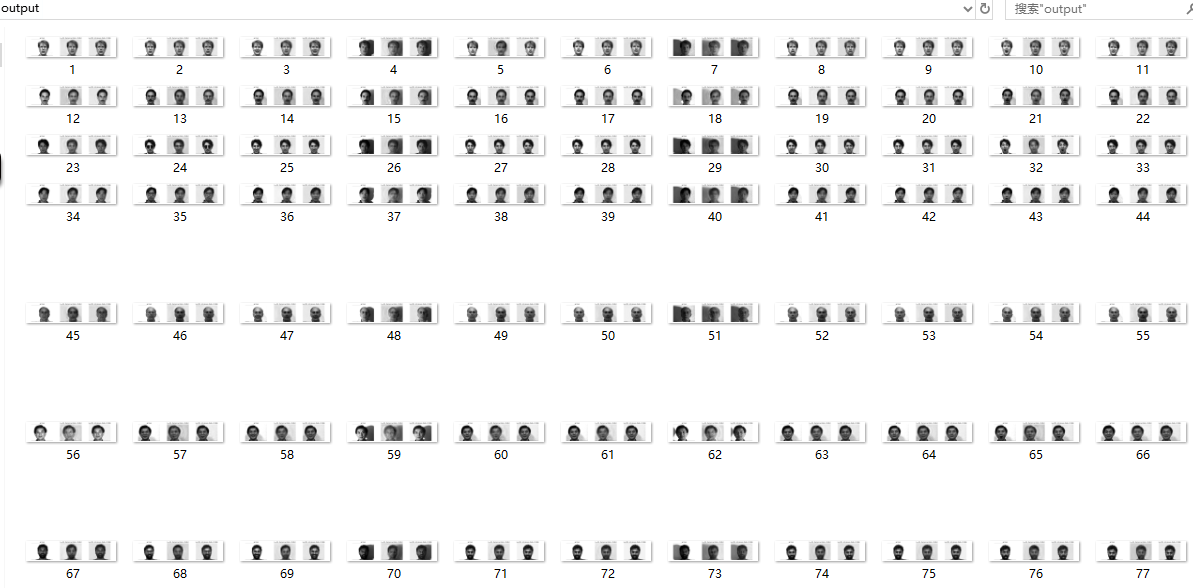 output
搜索"output"
1 2 3 4 5 6 7 8 9 10 11
12 13 14 15 16 17 18 19 20 21 22
23 24 25 26 27 28 29 30 31 32 33
34 35 36 37 38 39 40 41 42 43 44
45 46 47 48 49 50 51 52 53 54 55
56 57 58 59 60 61 62 63 64 65 66
67 68 69 70 71 72 73 74 75 76 77